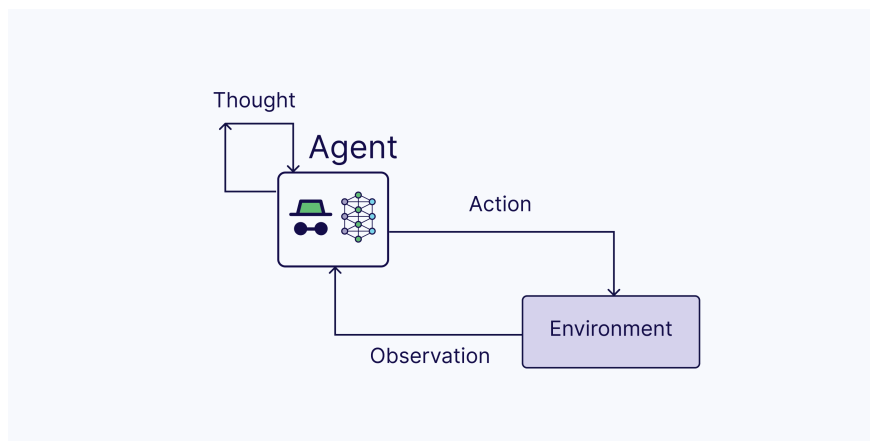 Thought
Agent
Action
Environment
Observation